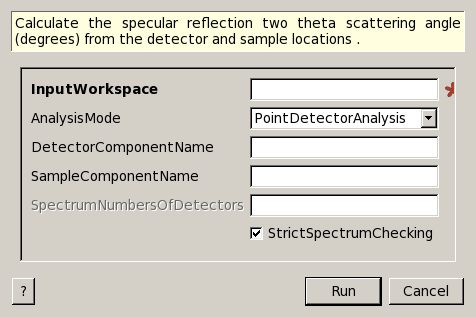 Calculate the specular reflection two theta scattering angle
(degrees) from the detector and sample locations .
InputWorkspace
AnalysisMode PointDetectorAnalysis
DetectorComponentName
SampleComponentName
SpectrumNumbersOfDetectors
StrictSpectrumChecking
? Run Cancel